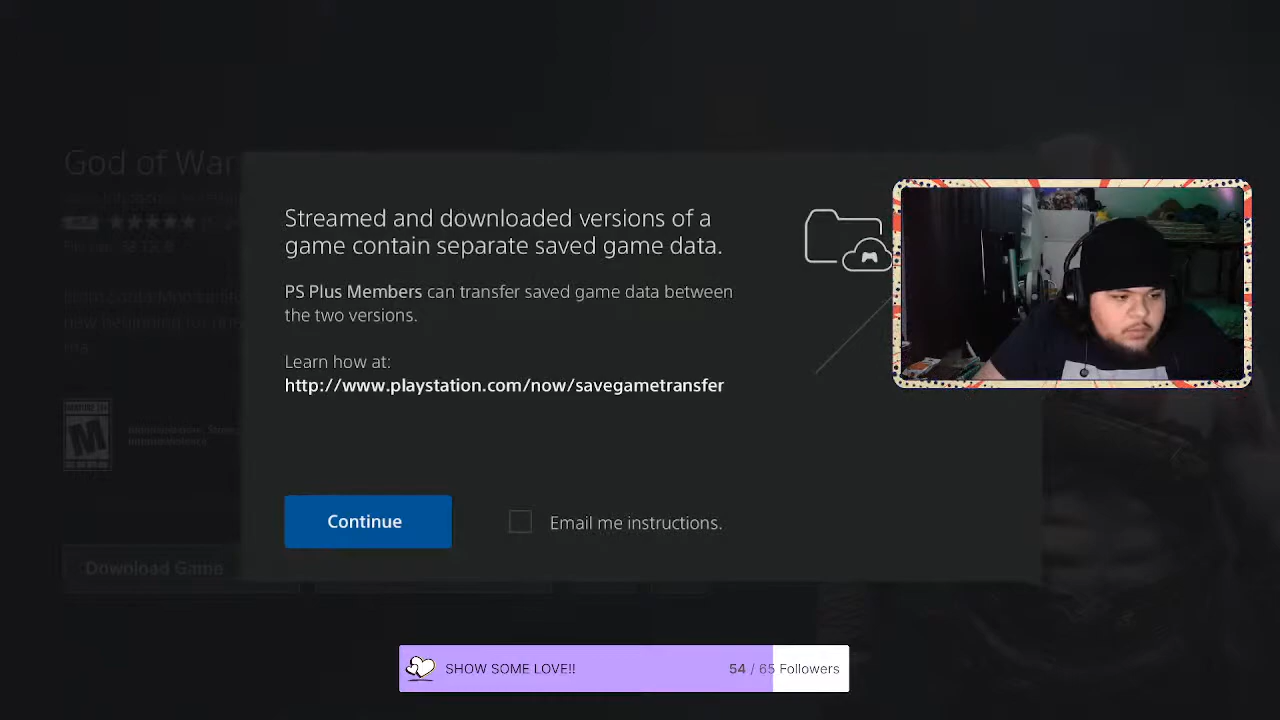 God of War
Streamed and downloaded versions of a
game contain separate saved game data.
PS Plus Members can transfer saved game data between
the two versions.
Learn how at:
http://www.playstation.com/now/savegametransfer
M
Continue
Email me instructions.
Download Game
SHOW SOME LOVE!!
54 / 65 Followers